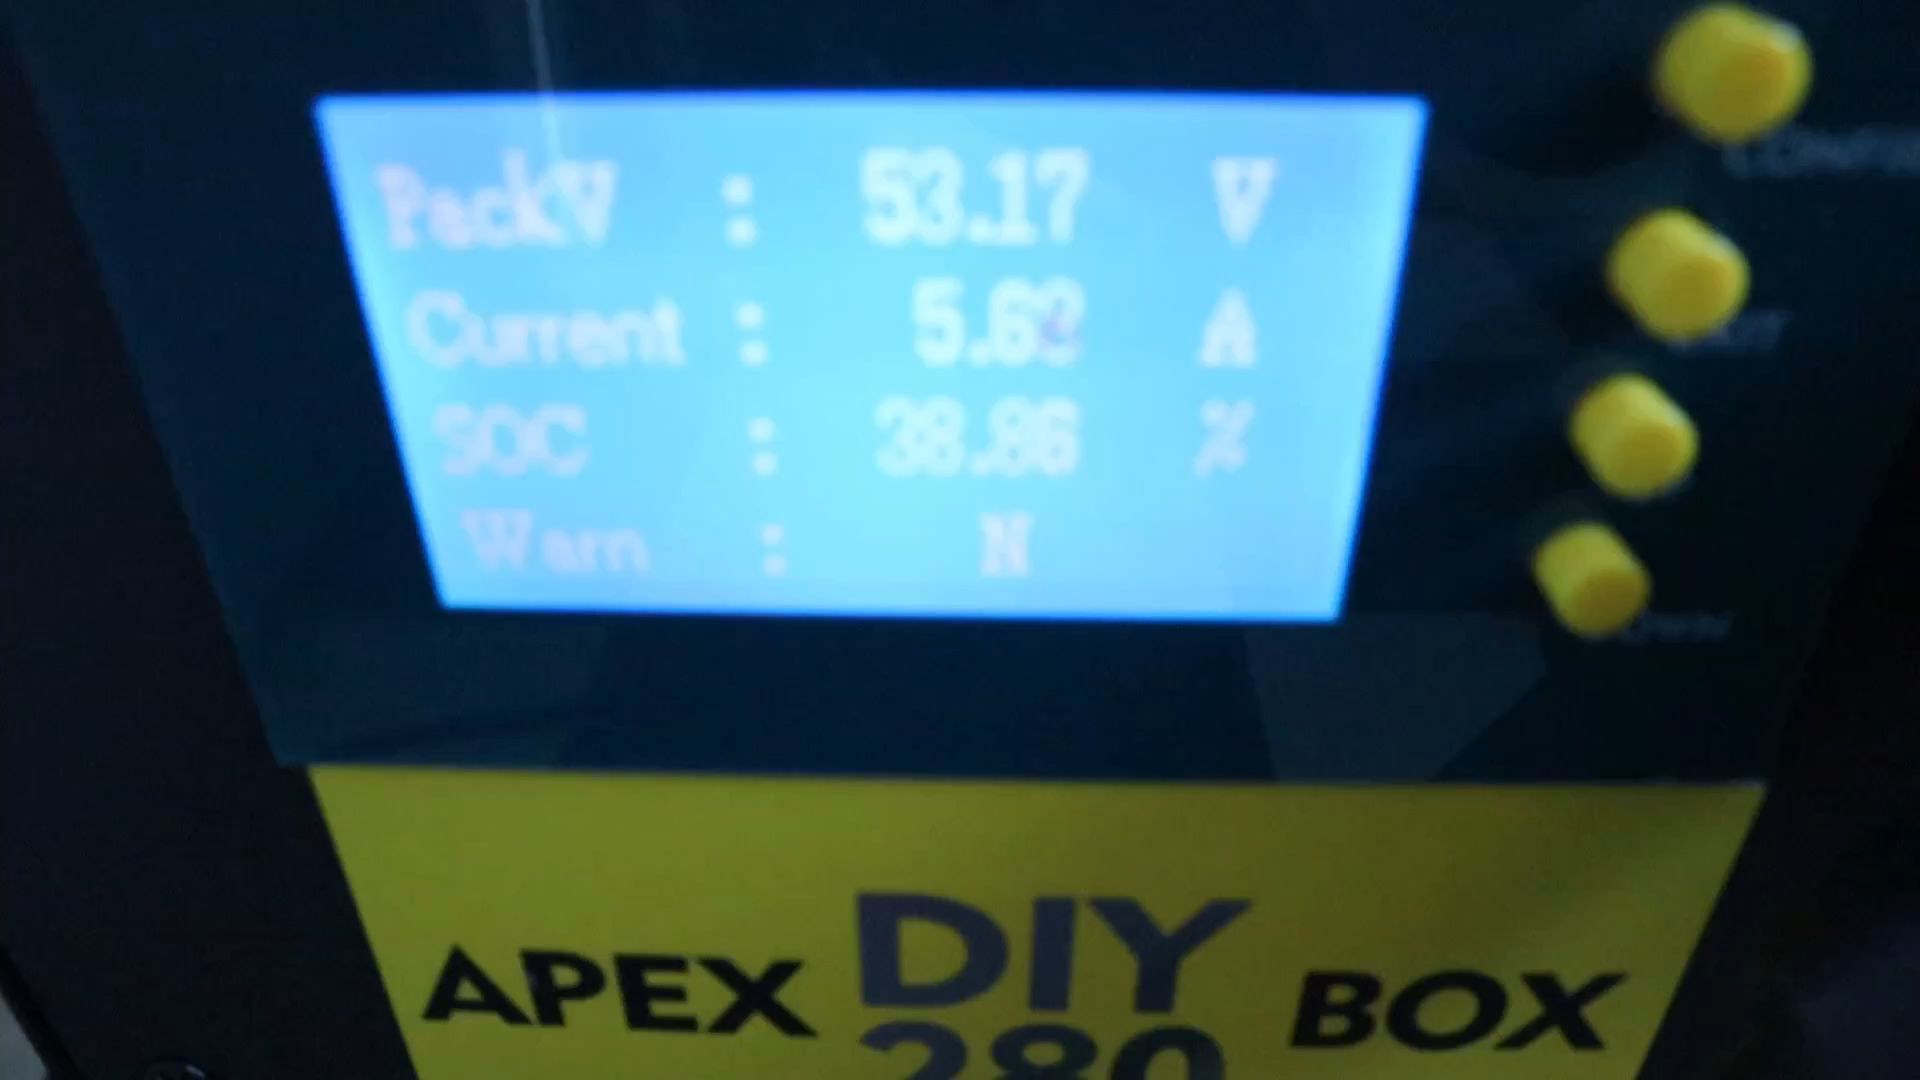 PackV : 53.17 V
Current : 5.62 A
SOC : 38.86 %
Warn : N
APEX DIY BOX
280